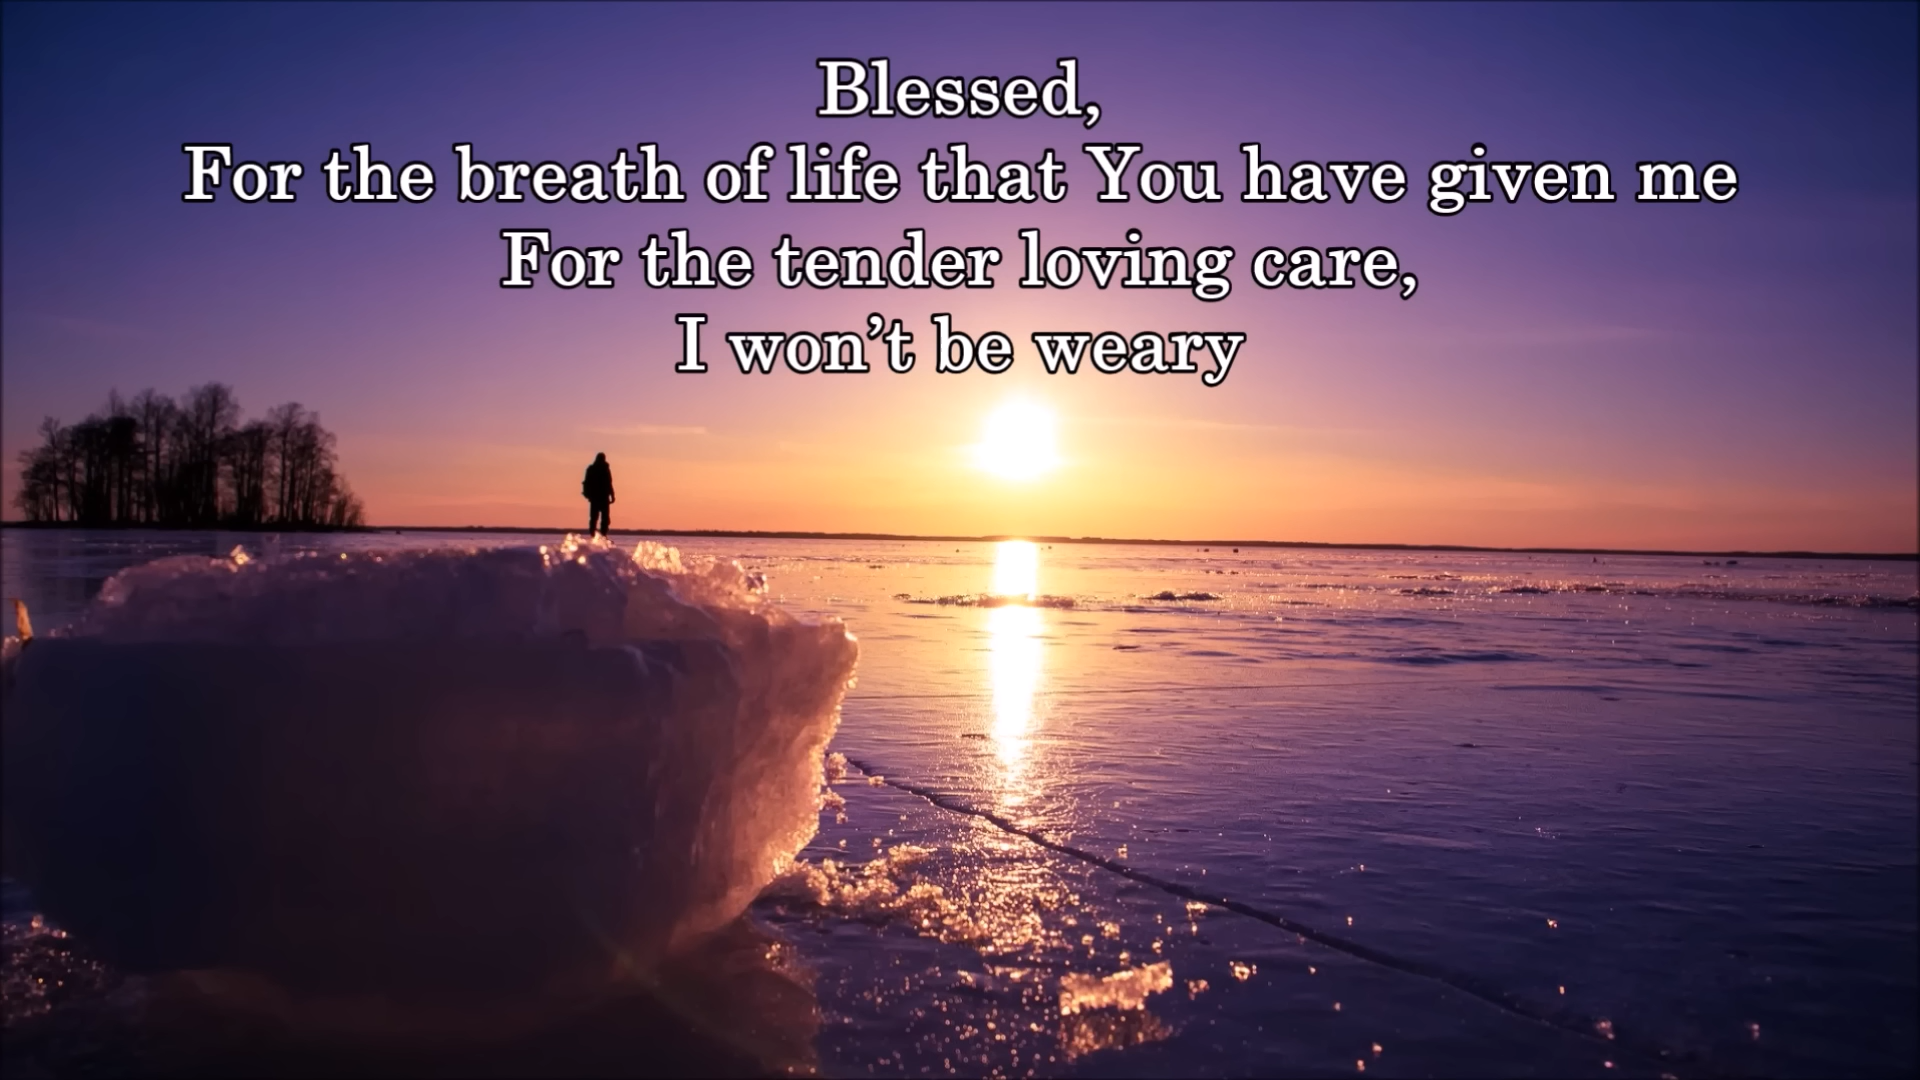 Blessed,
For the breath of life that You have given me
For the tender loving care,
I won’t be weary